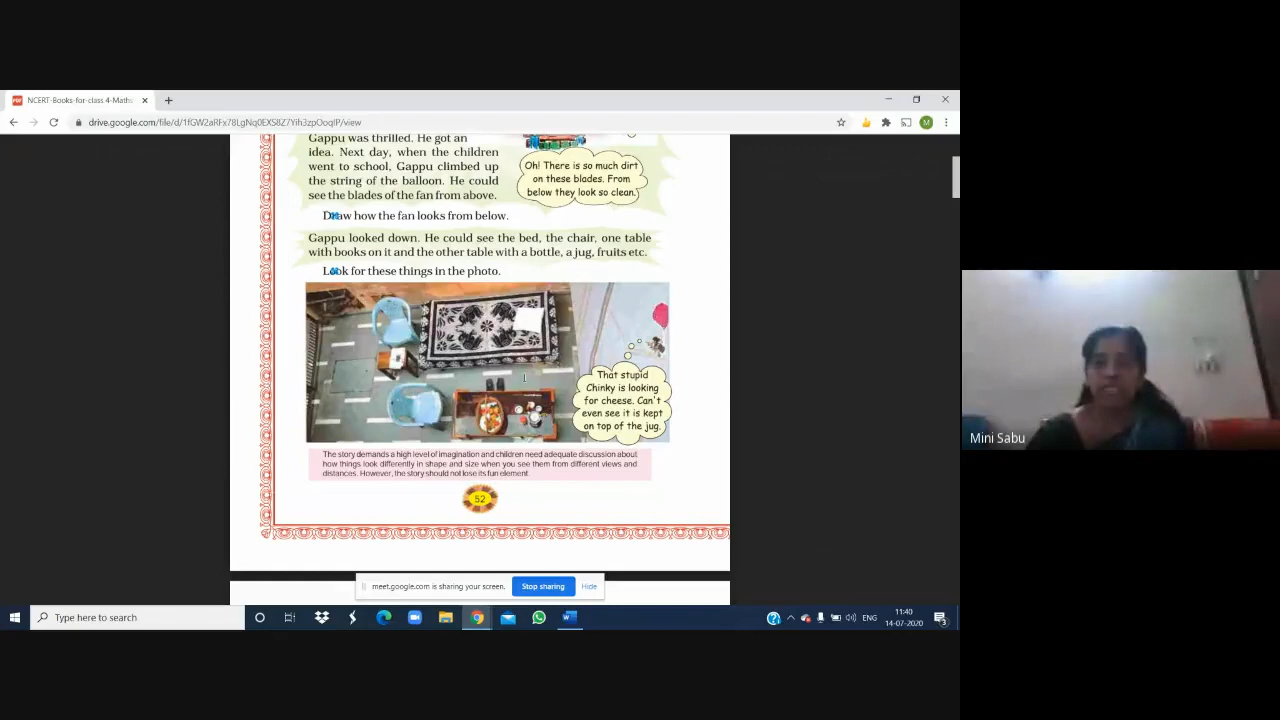 NCERT-Books-for-class 4-Maths
drive.google.com/file/d/1fGW2aRFx78LgNq0EXS8Z7Yih3zpOoqIP/view
M
Gappu was thrilled. He got an
idea. Next day, when the children
went to school, Gappu climbed up
the string of the balloon. He could
see the blades of the fan from above.
Oh! There is so much dirt
on these blades. From
below they look so clean.
Draw how the fan looks from below.
Gappu looked down. He could see the bed, the chair, one table
with books on it and the other table with a bottle, a jug, fruits etc.
Look for these things in the photo.
That stupid
Chinky is looking
for cheese. Can't
even see it is kept
on top of the jug.
The story demands a high level of imagination and children need adequate discussion about
how things look differently in shape and size when you see them from different views and
distances. However, the story should not lose its fun element.
52
meet.google.com is sharing your screen.
Stop sharing
Hide
Mini Sabu
Type here to search
ENG
11:40
14-07-2020
3